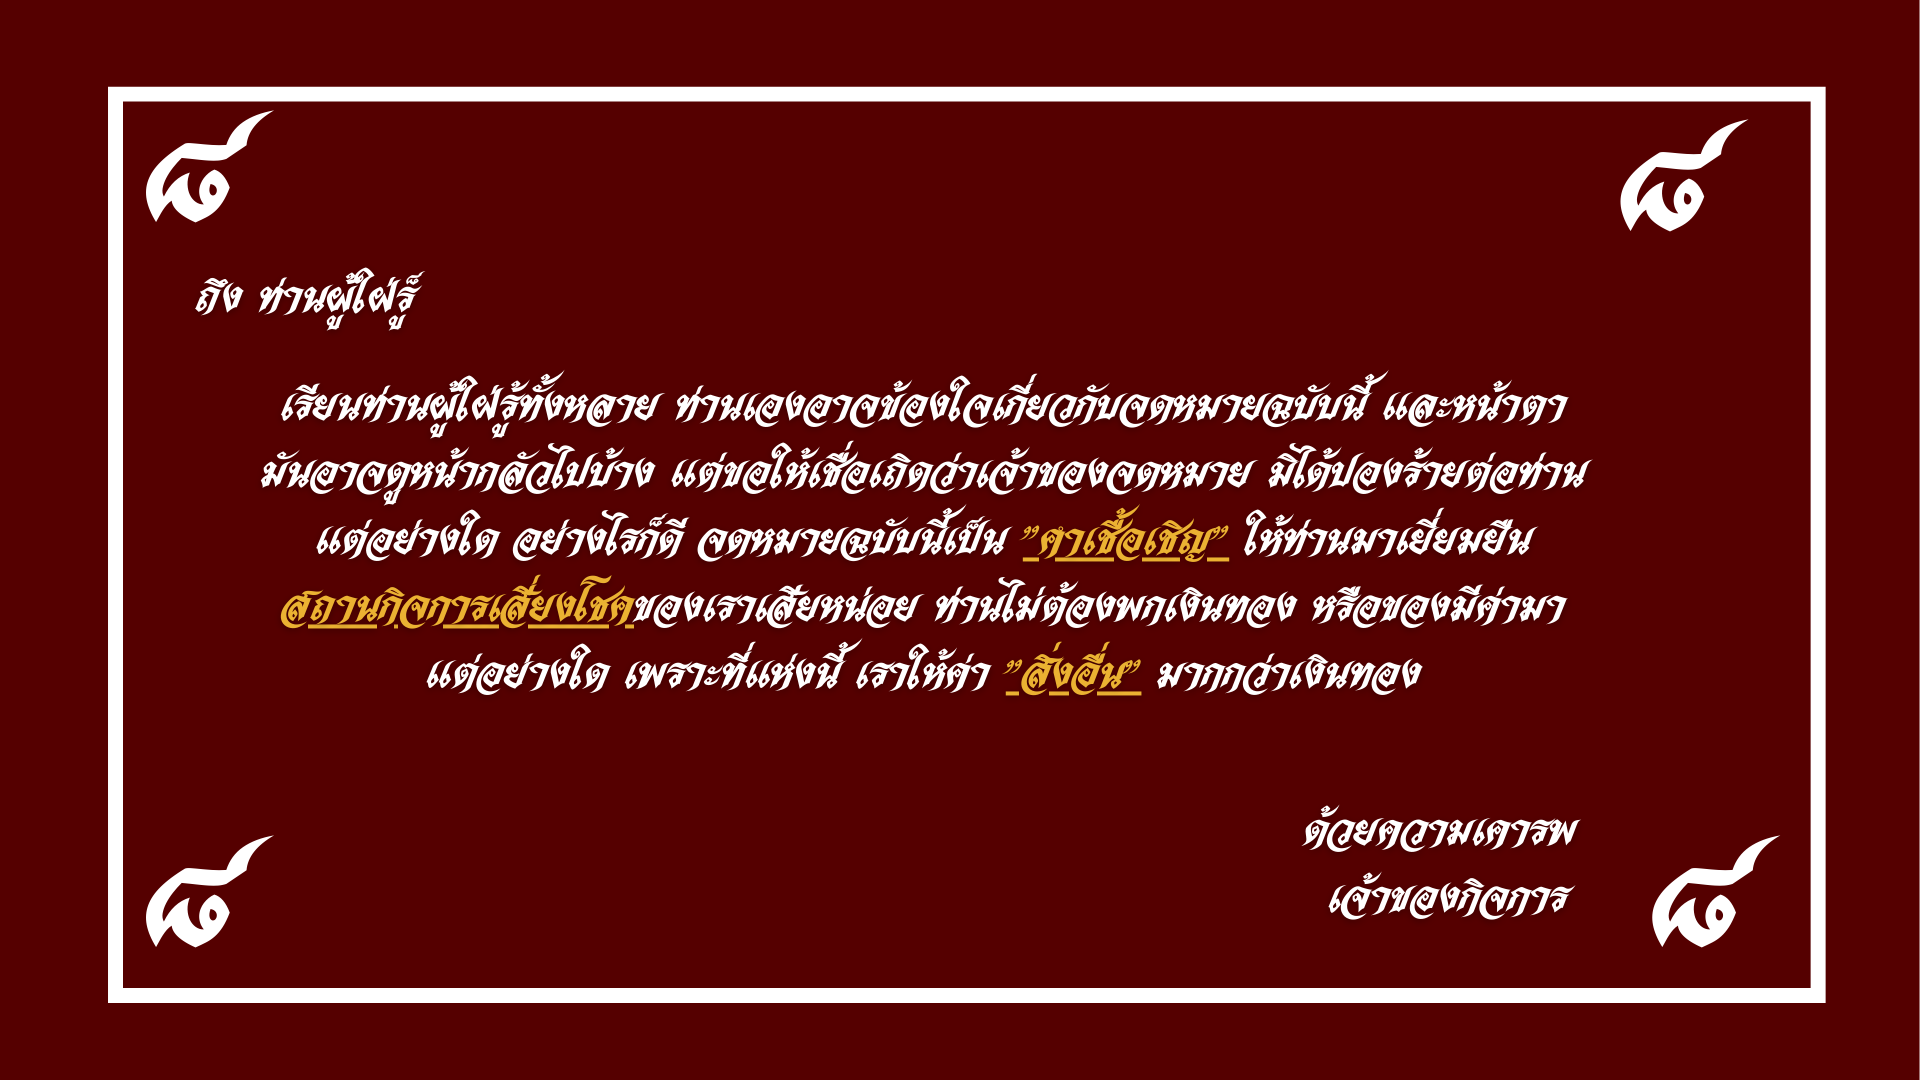 ๘ ๘
ถึง ท่านผู้ใฝ่รู้
เรียนท่านผู้ใฝ่รู้ทั้งหลาย ท่านเองอาจข้องใจเกี่ยวกับจดหมายฉบับนี้ และหน้าตา
มันอาจดูหน้ากลัวไปบ้าง แต่ขอให้เชื่อเถิดว่าเจ้าของจดหมาย มิได้ปองร้ายต่อท่าน
แต่อย่างใด อย่างไรก็ดี จดหมายฉบับนี้เป็น "คาเชื้อเชิญ" ให้ท่านมาเยี่ยมยืน
สถานกิจการเสี่ยงโชคของเราเสียหน่อย ท่านไม่ต้องพกเงินทอง หรือของมีค่ามา
แต่อย่างใด เพราะที่แห่งนี้ เราให้ค่า "สิ่งอื่น" มากกว่าเงินทอง
ด้วยความเคารพ
เจ้าของกิจการ
๘ ๘